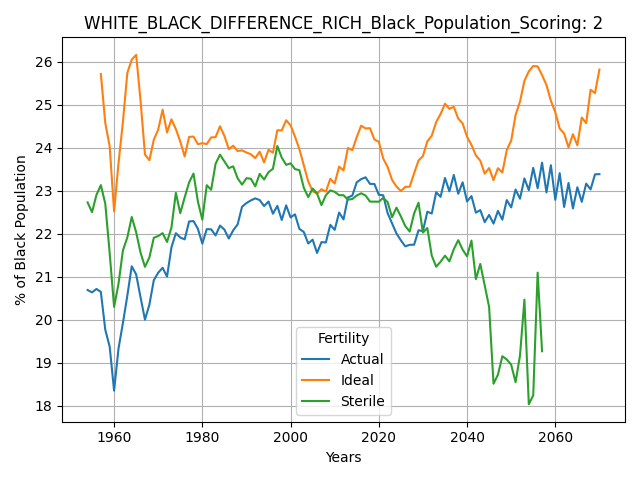 WHITE_BLACK_DIFFERENCE_RICH_Black_Population_Scoring: 2
% of Black Population
26
25
24
23
22
21
20
19
18
Fertility
Actual
Ideal
Sterile
1960 1980 2000 2020 2040 2060
Years